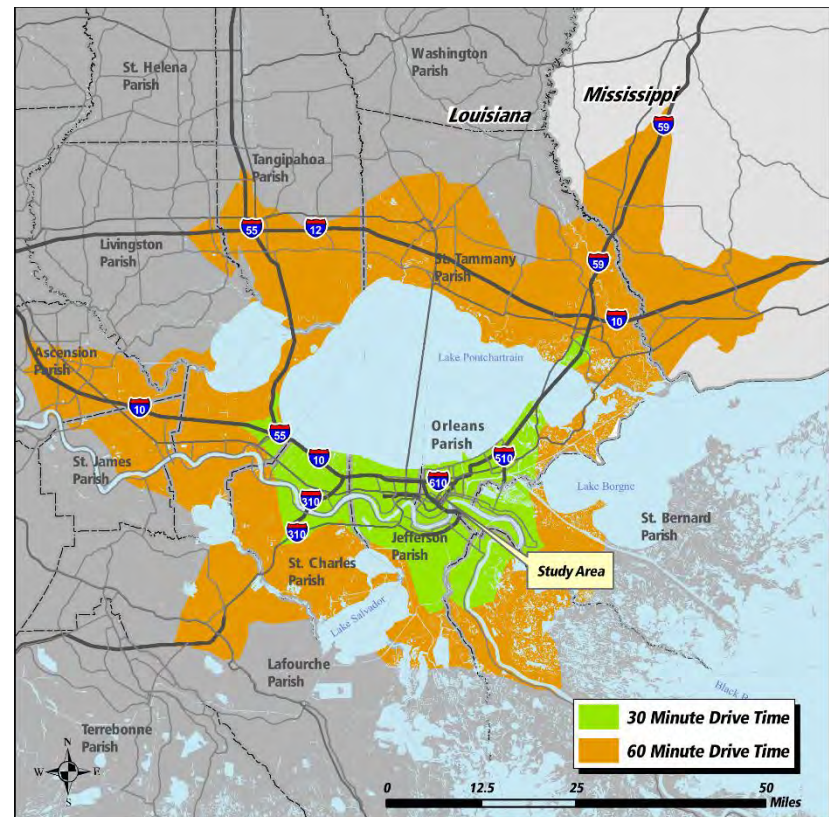 Washington
Parish
St. Helena
Parish
Mississippi
Louisiana
59
Tangipahoa
Parish
55
12
Livingston
Parish
St. Tammany
Parish
59
10
Ascension
Parish
Lake Pontchartrain
10
Orleans
Parish
55
10
510
St. James
Parish
610
Lake Borgne
310
St. Bernard
Parish
310
Jefferson
Parish
St. Charles
Parish
Study Area
Lake Salvador
Lafourche
Parish
Black
30 Minute Drive Time
60 Minute Drive Time
Terrebonne
Parish
N
W E
S
0 12.5 25 50
Miles